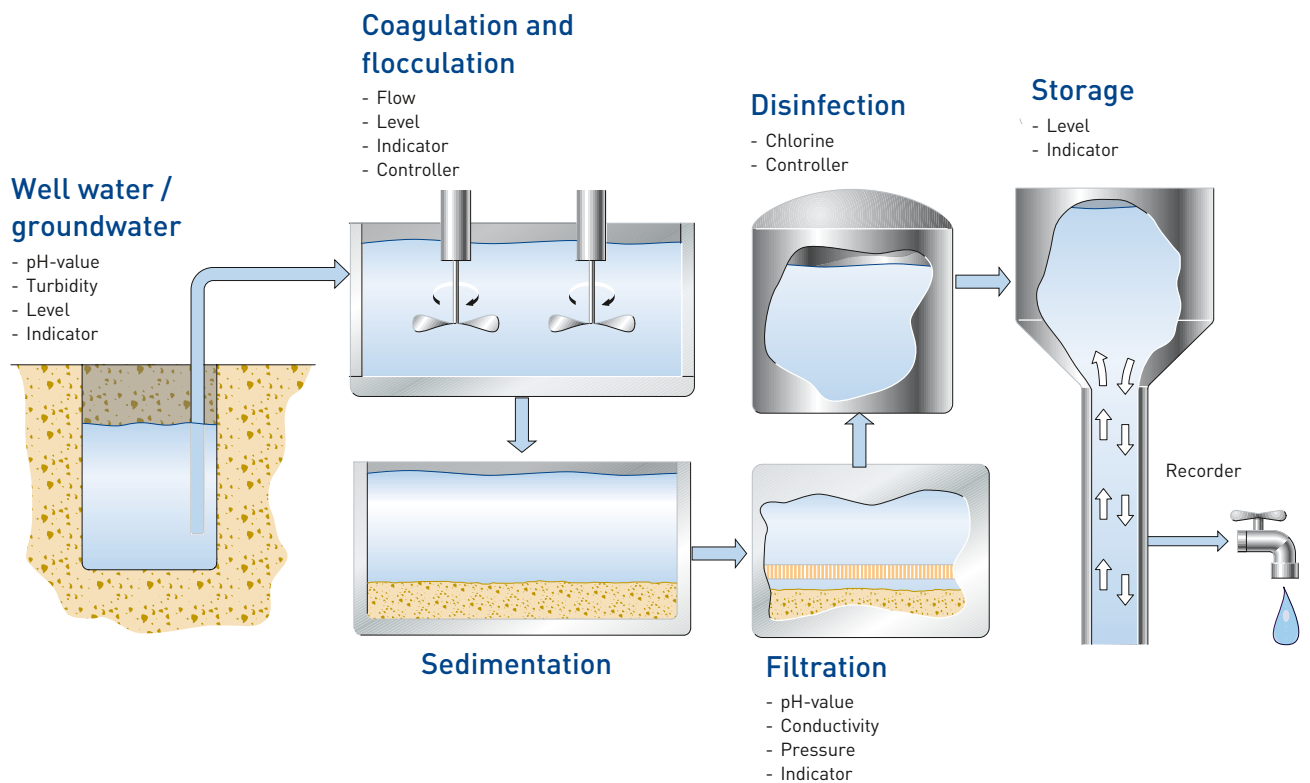 Coagulation and
flocculation
- Flow
- Level
- Indicator
- Controller
Disinfection
- Chlorine
- Controller
Storage
- Level
- Indicator
Well water /
groundwater
- pH-value
- Turbidity
- Level
- Indicator
Recorder
Sedimentation
Filtration
- pH-value
- Conductivity
- Pressure
- Indicator